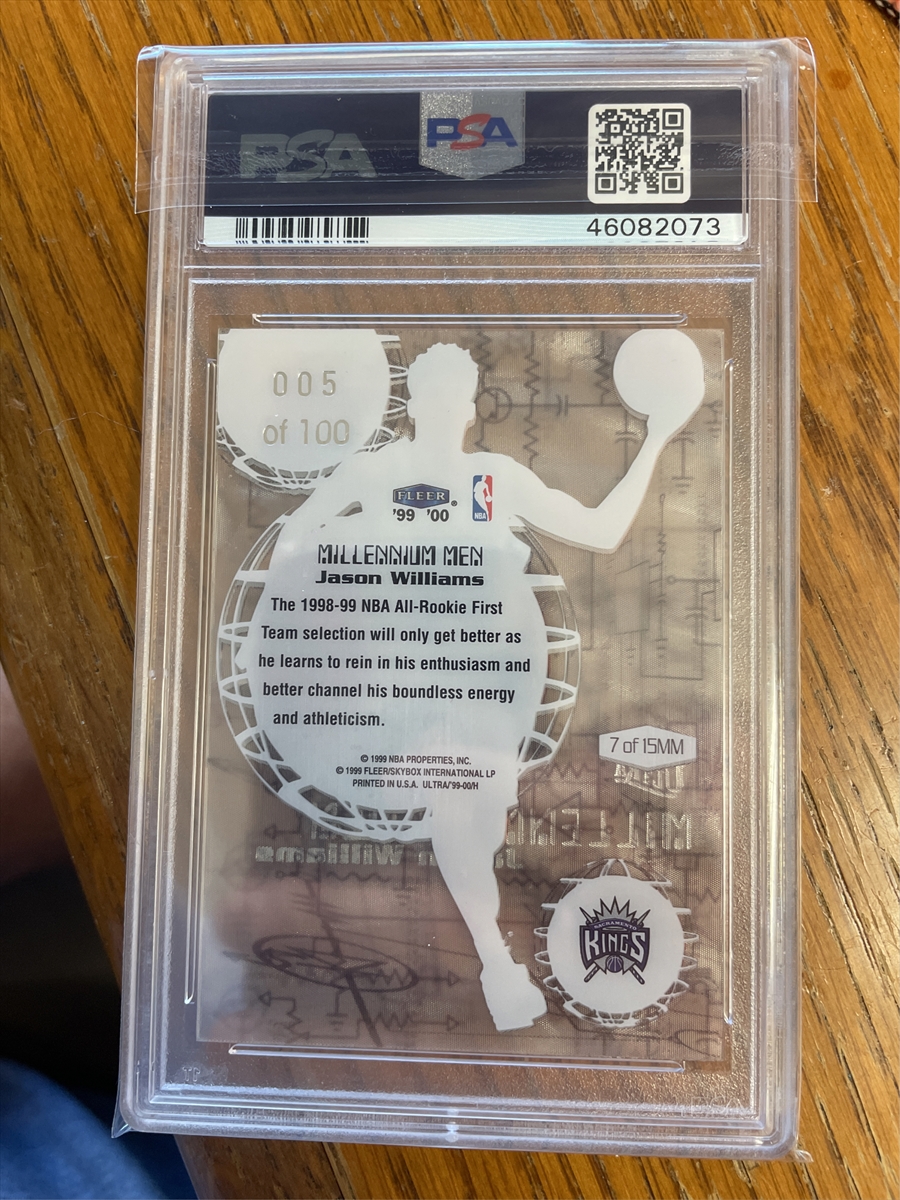 PSA PSA
46082073
005
of 100
FLEER
'99 '00
NBA
MILLENNIUM MEN
Jason Williams
The 1998-99 NBA All-Rookie First
Team selection will only get better as
he learns to rein in his enthusiasm and
better channel his boundless energy
and athleticism.
© 1999 NBA PROPERTIES, INC.
© 1999 FLEER/SKYBOX INTERNATIONAL LP
PRINTED IN U.S.A. ULTRA/'99-00/H
7 of 15MM
SACRAMENTO
KINGS